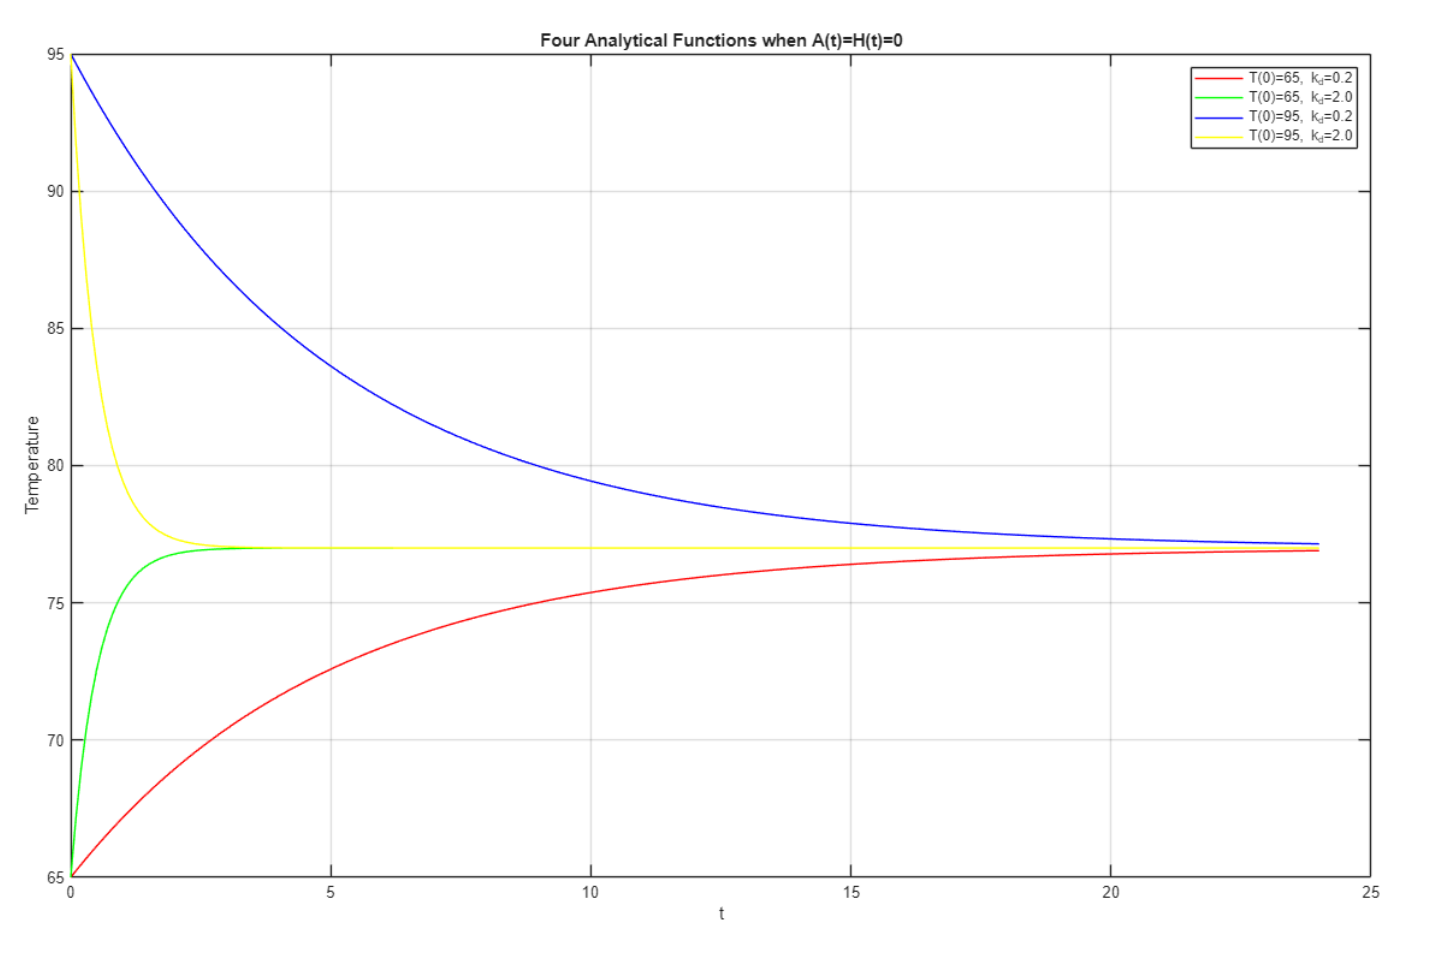 Four Analytical Functions when A(t)=H(t)=0
95
90
85
80
75
70
65
Temperature
T(0)=65, k_d=0.2
T(0)=65, k_d=2.0
T(0)=95, k_d=0.2
T(0)=95, k_d=2.0
0 5 10 15 20 25
t